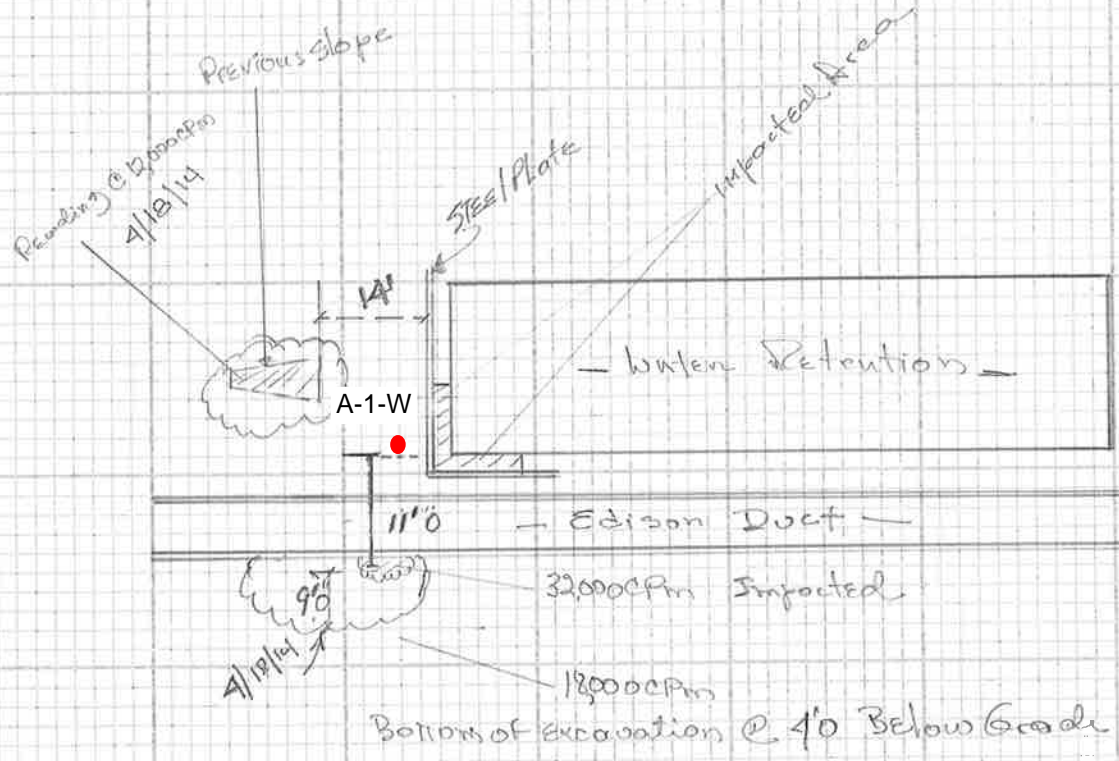 Previous Slope
Reading @ 12,000 CPM
4/18/14
STEEl Plate
Impacted Area
14'
A-1-W
— Water Retention —
11'0"
— Edison Duct —
9'0"
32,000 CPM Impacted
4/18/14
18,000 CPM
Bottom of excavation @ 4'0 Below Grade